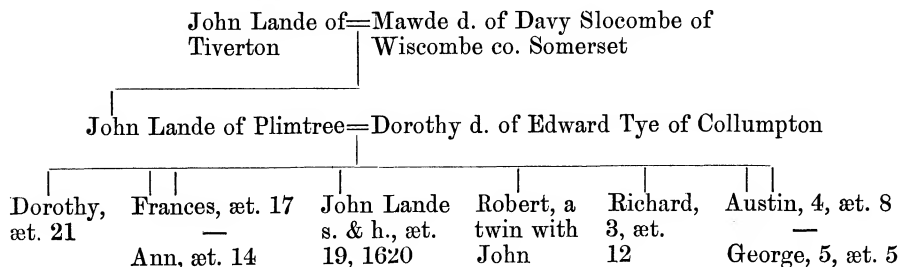 John Lande of=Mawde d. of Davy Slocombe of
Tiverton Wiscombe co. Somerset
John Lande of Plimtree=Dorothy d. of Edward Tye of Collumpton
Dorothy, Frances, æt. 17 John Lande Robert, a Richard, Austin, 4, æt. 8
æt. 21 — s. & h., æt. twin with 3, æt. —
Ann, æt. 14 19, 1620 John 12 George, 5, æt. 5